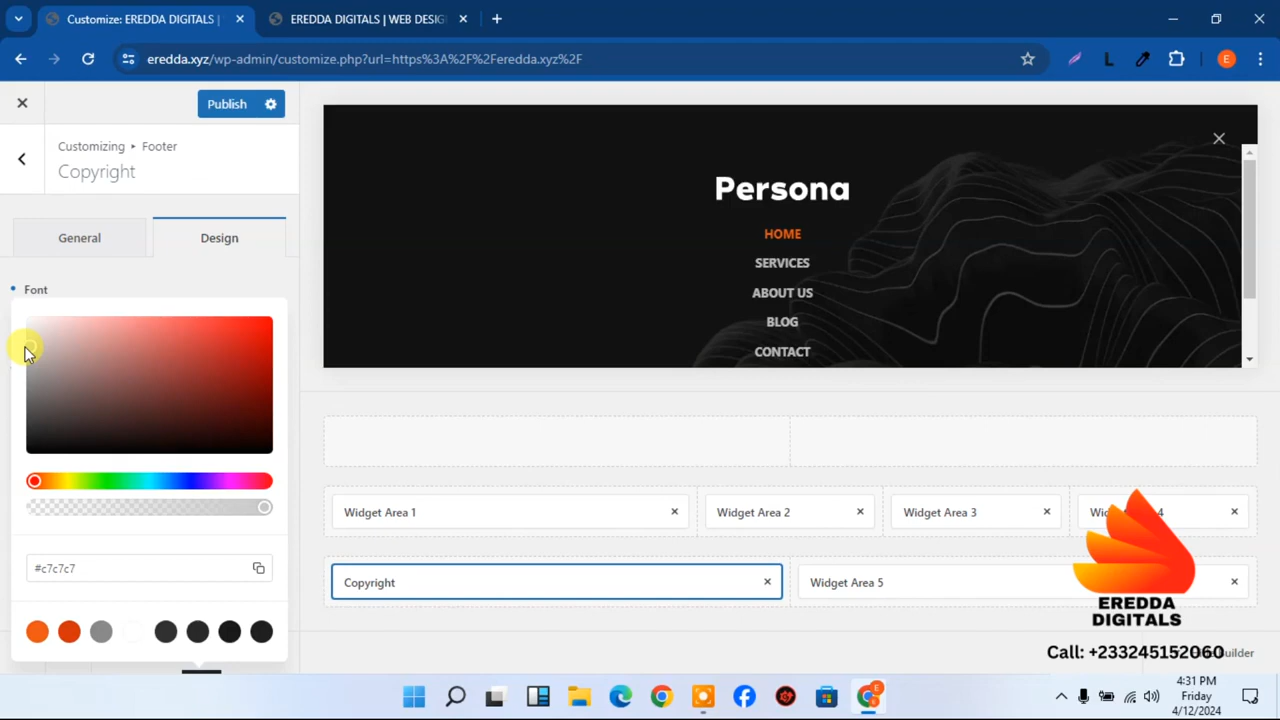 Customize: EREDDA DIGITALS |
EREDDA DIGITALS | WEB DESIG
eredda.xyz/wp-admin/customize.php?url=https%3A%2F%2Feredda.xyz%2F
L
E
Publish
Customizing ▸ Footer
Copyright
General
Design
Font
#c7c7c7
Persona
HOME
SERVICES
ABOUT US
BLOG
CONTACT
Widget Area 1
Widget Area 2
Widget Area 3
4
Copyright
Widget Area 5
EREDDA
DIGITALS
Call: +233245152060
Builder
E
4:31 PM
Friday
4/12/2024